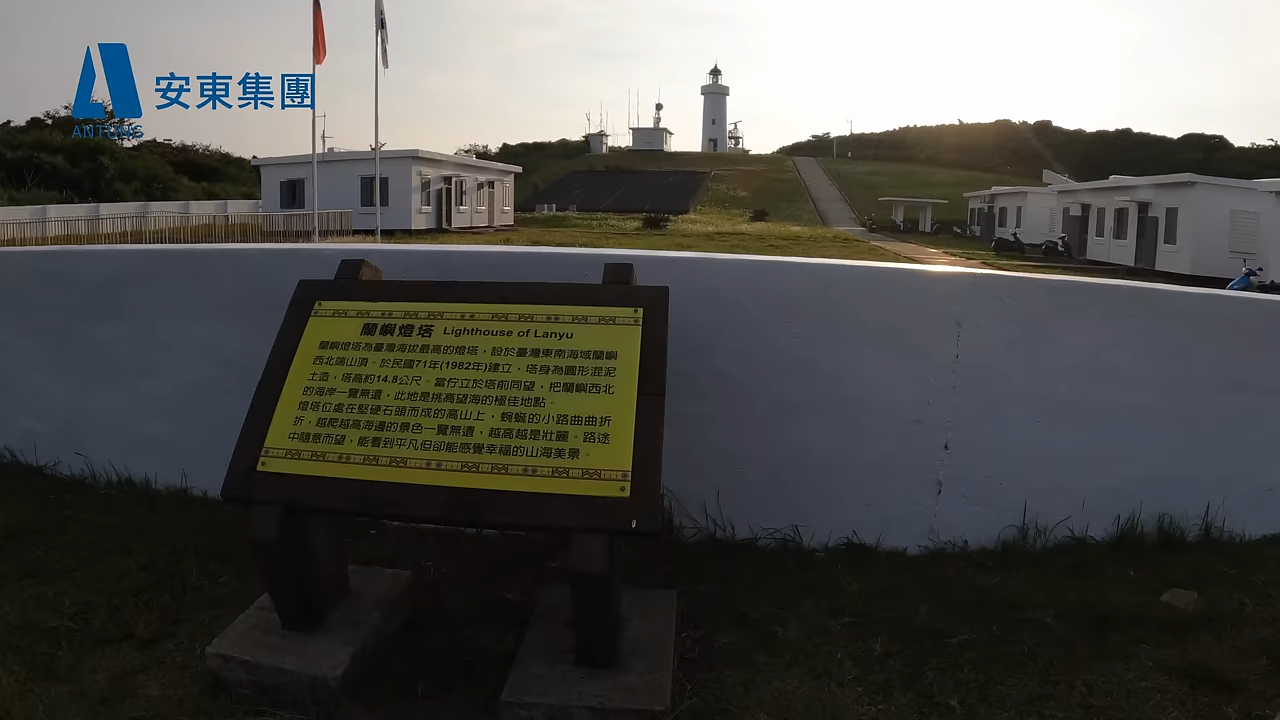 安東集團
ANTUNG
蘭嶼燈塔 Lighthouse of Lanyu
蘭嶼燈塔為臺灣海拔最高的燈塔，設於臺灣東南海域蘭嶼
西北端山頂。於民國71年(1982年)建立，塔身為圓形混泥
土造，塔高約14.8公尺。當佇立於塔前同望，把蘭嶼西北
的海岸一覽無遺，此地是挑高望海的極佳地點。
燈塔位處在堅硬石頭而成的高山上，蜿蜒的小路曲曲折
折，越爬越高海邊的景色一覽無遺，越高越是壯麗。路途
中隨意而望，能看到平凡但卻能感覺幸福的山海美景。